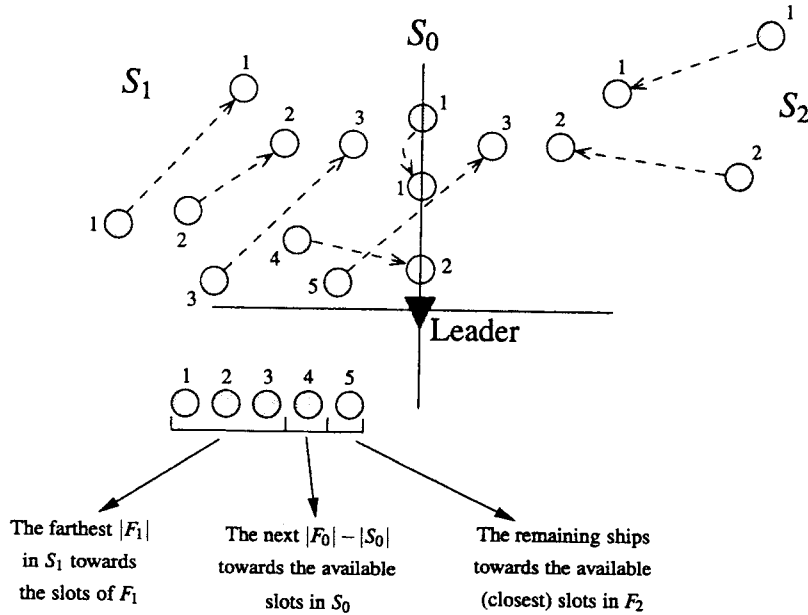 S₀
1
1
S₁
1
S₂
1
2
3
1
3
2
1
2
1
2
4
2
3
5
Leader
1 2 3 4 5
The farthest |F₁|
in S₁ towards
the slots of F₁
The next |F₀| – |S₀|
towards the available
slots in S₀
The remaining ships
towards the available
(closest) slots in F₂